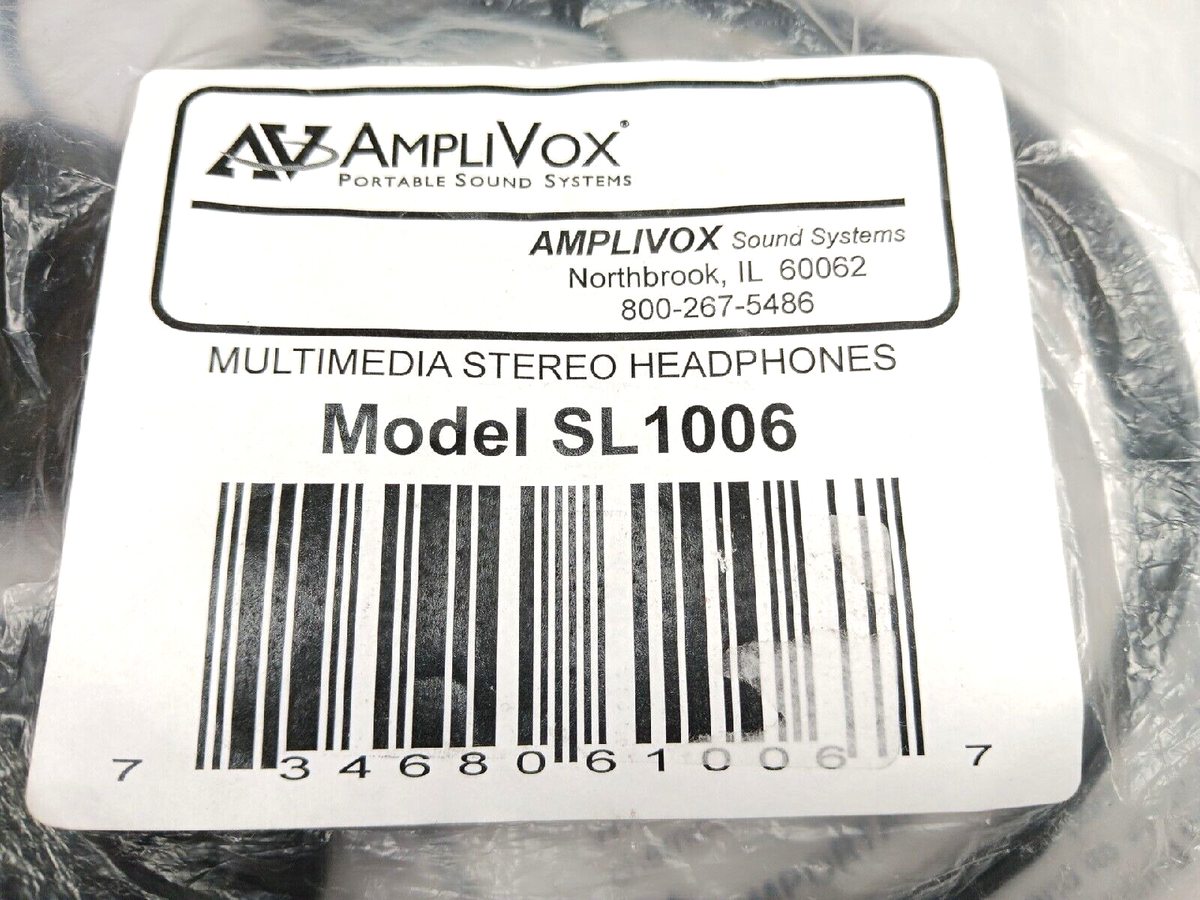 AMPLIVOX®
PORTABLE SOUND SYSTEMS
AMPLIVOX Sound Systems
Northbrook, IL 60062
800-267-5486
MULTIMEDIA STEREO HEADPHONES
Model SL1006
7 34680 61006 7